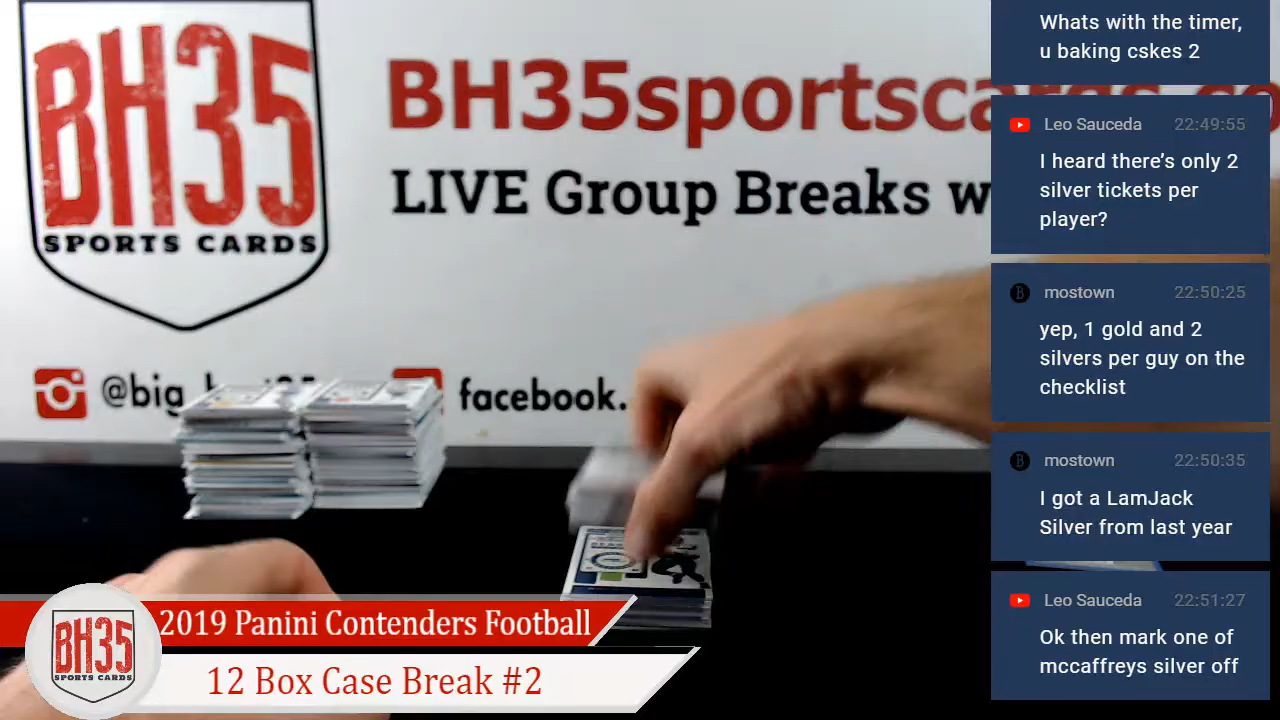 BH35
SPORTS CARDS
BH35sportscards.co
LIVE Group Breaks w
@big
facebook.
BH35
SPORTS CARDS
2019 Panini Contenders Football
12 Box Case Break #2
Whats with the timer,
u baking cskes 2
Leo Sauceda 22:49:55
I heard there's only 2
silver tickets per
player?
mostown 22:50:25
yep, 1 gold and 2
silvers per guy on the
checklist
mostown 22:50:35
I got a LamJack
Silver from last year
Leo Sauceda 22:51:27
Ok then mark one of
mccaffreys silver off